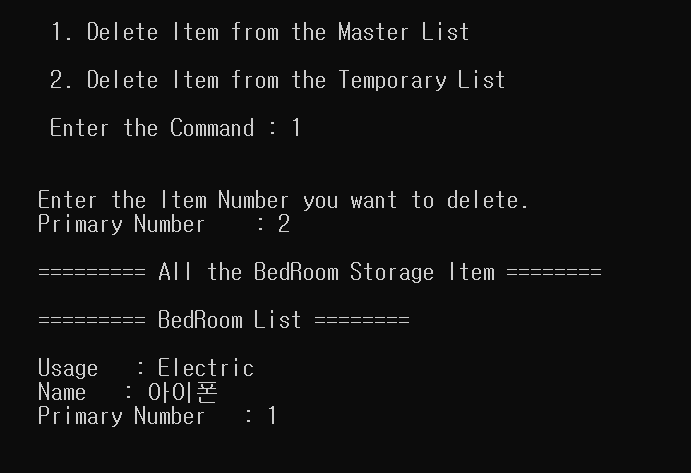 1. Delete Item from the Master List
2. Delete Item from the Temporary List
Enter the Command : 1
Enter the Item Number you want to delete.
Primary Number    : 2
========= All the BedRoom Storage Item ========
========= BedRoom List ========
Usage   : Electric
Name   : 아이폰
Primary Number   : 1